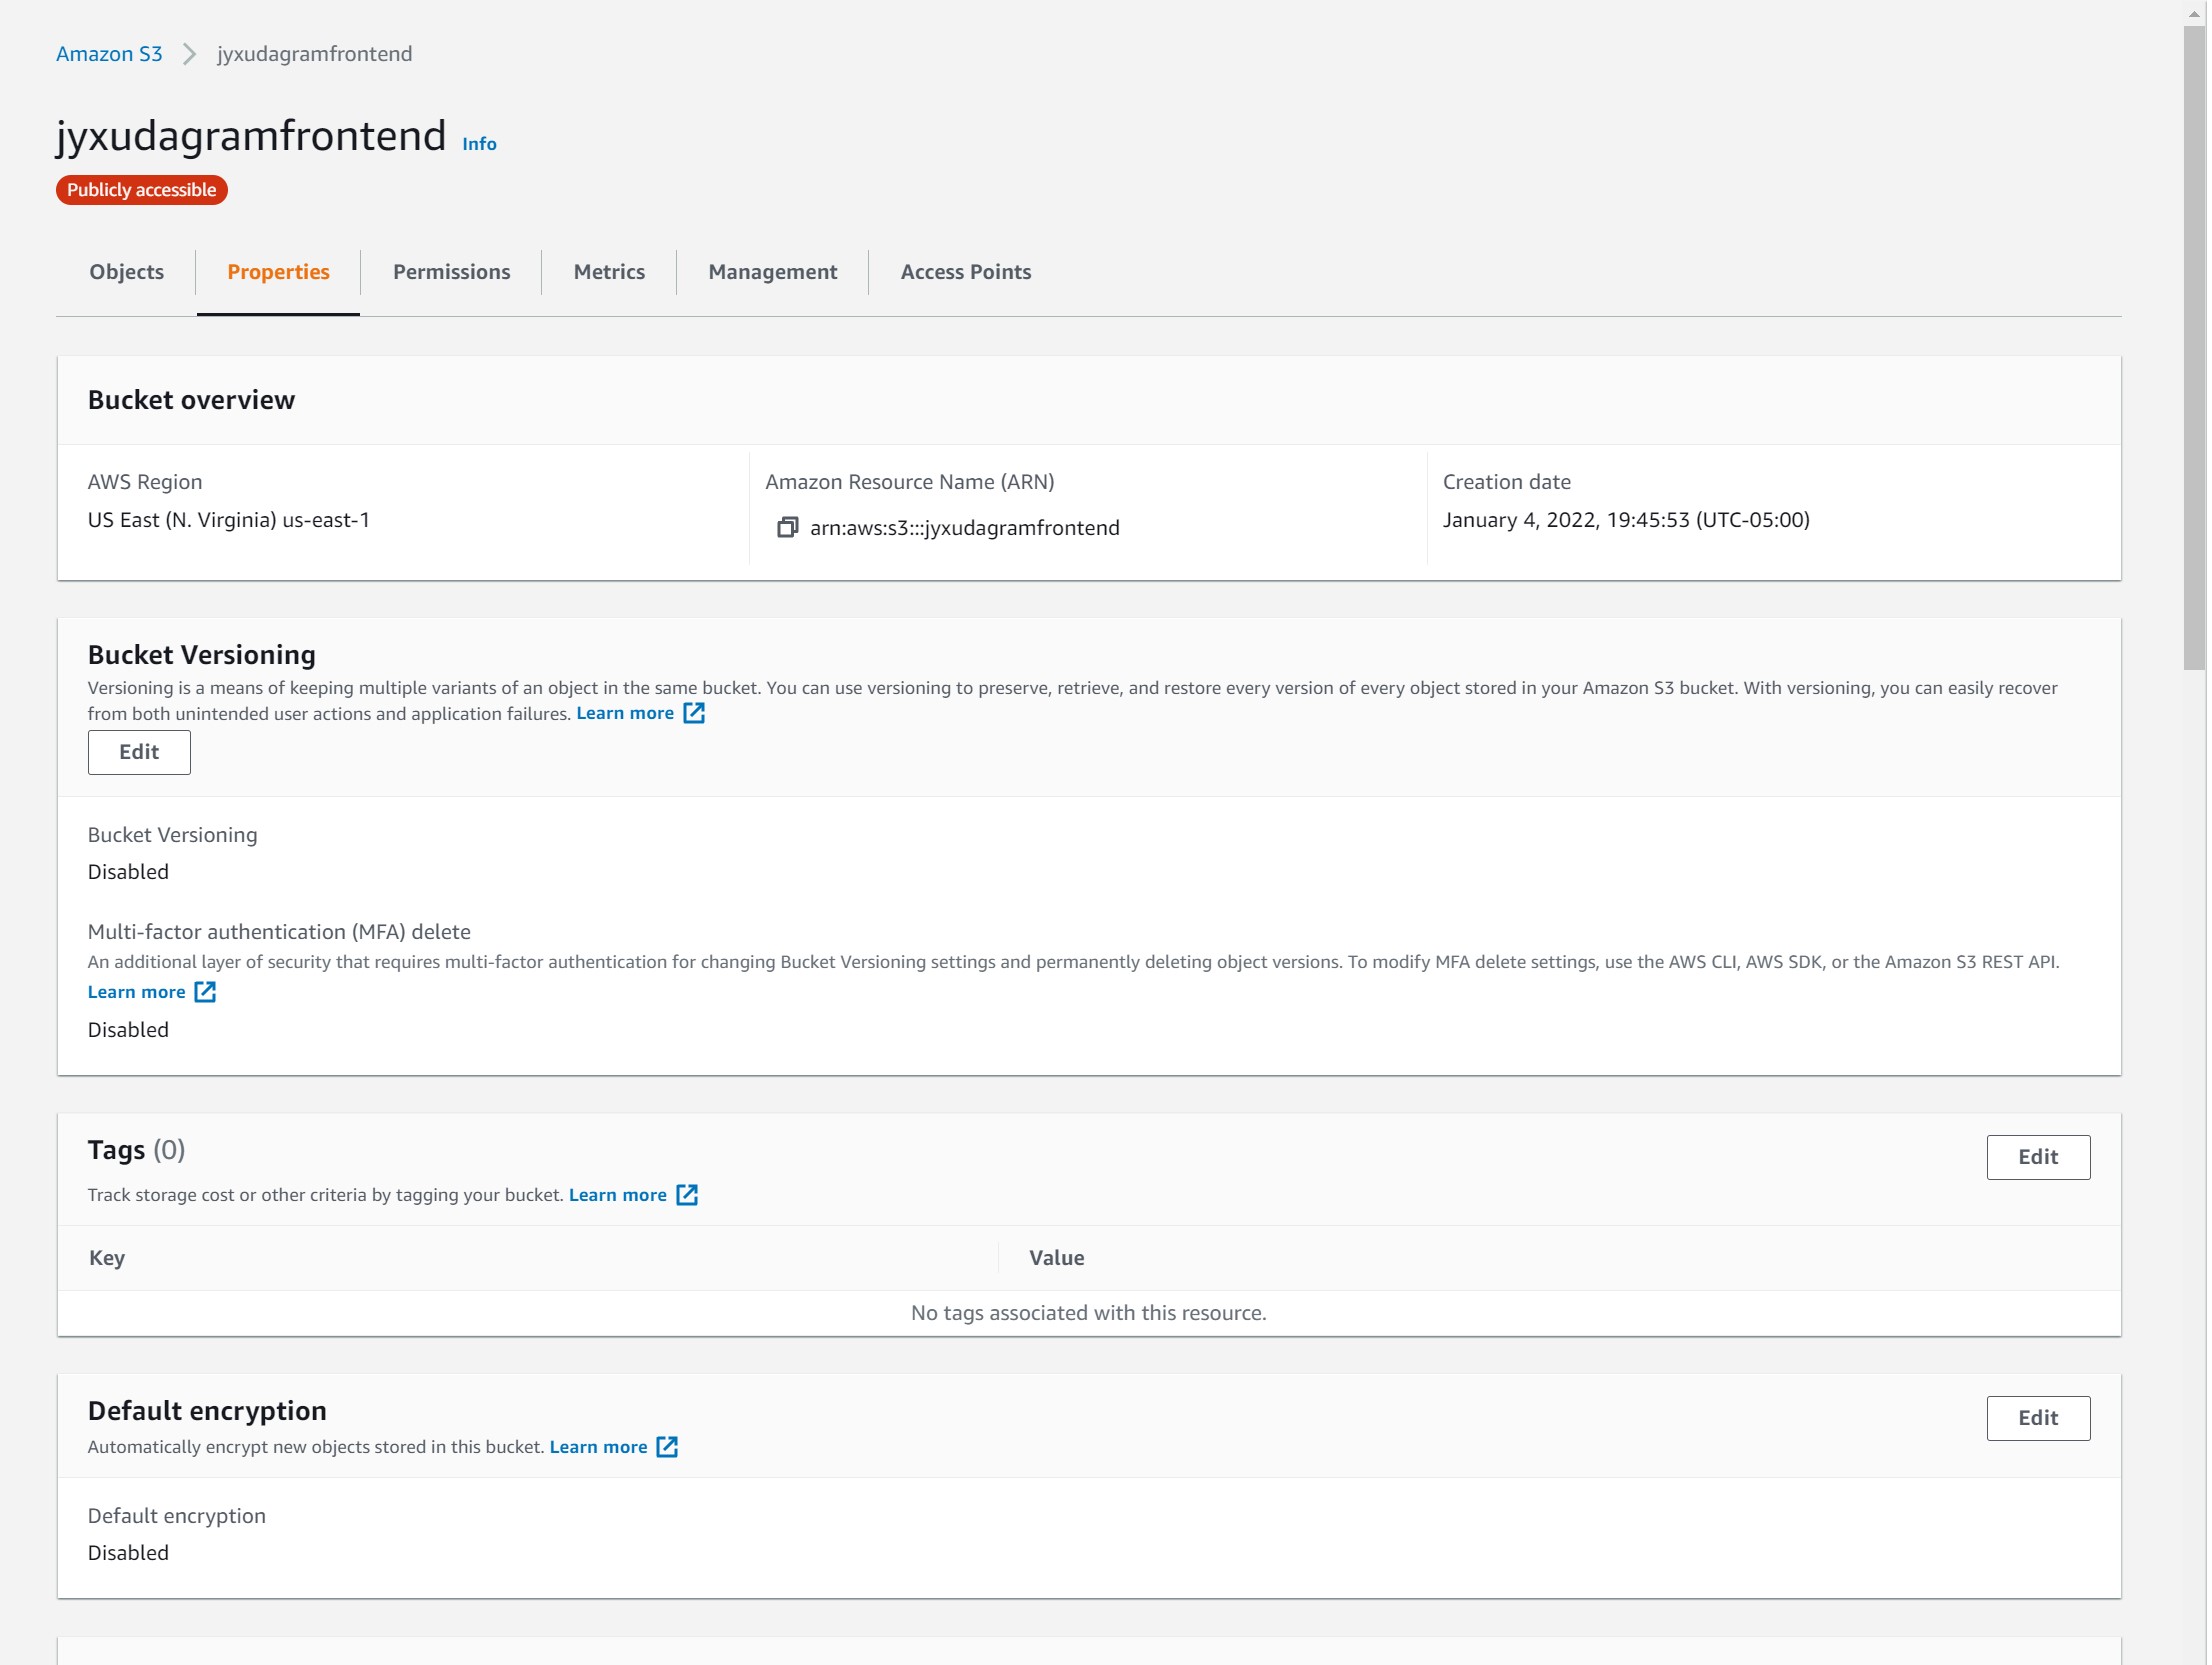 Amazon S3 jyxudagramfrontend
jyxudagramfrontend Info
Publicly accessible
Objects Properties Permissions Metrics Management Access Points
Bucket overview
AWS Region
US East (N. Virginia) us-east-1
Amazon Resource Name (ARN)
arn:aws:s3:::jyxudagramfrontend
Creation date
January 4, 2022, 19:45:53 (UTC-05:00)
Bucket Versioning
Versioning is a means of keeping multiple variants of an object in the same bucket. You can use versioning to preserve, retrieve, and restore every version of every object stored in your Amazon S3 bucket. With versioning, you can easily recover
from both unintended user actions and application failures. Learn more
Edit
Bucket Versioning
Disabled
Multi-factor authentication (MFA) delete
An additional layer of security that requires multi-factor authentication for changing Bucket Versioning settings and permanently deleting object versions. To modify MFA delete settings, use the AWS CLI, AWS SDK, or the Amazon S3 REST API.
Learn more
Disabled
Tags (0)
Edit
Track storage cost or other criteria by tagging your bucket. Learn more
Key Value
No tags associated with this resource.
Default encryption
Edit
Automatically encrypt new objects stored in this bucket. Learn more
Default encryption
Disabled